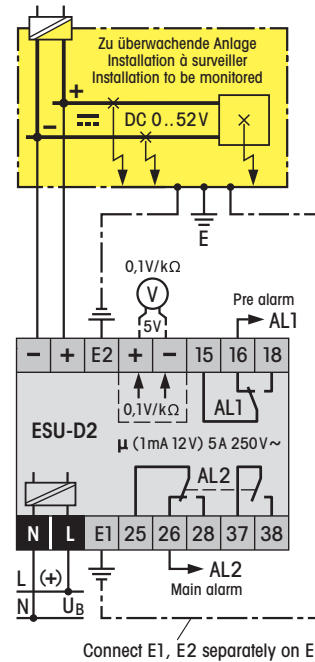 Zu überwachende Anlage
Installation à surveiller
Installation to be monitored
+
− DC 0..52V
E
0,1V/kΩ
V
5V
Pre alarm
AL1
− + E2 + − 15 16 18
0,1V/kΩ AL1
ESU-D2
µ (1mA 12V) 5A 250V~
AL2
N L E1 25 26 28 37 38
L (+)
N UB
AL2
Main alarm
Connect E1, E2 separately on E